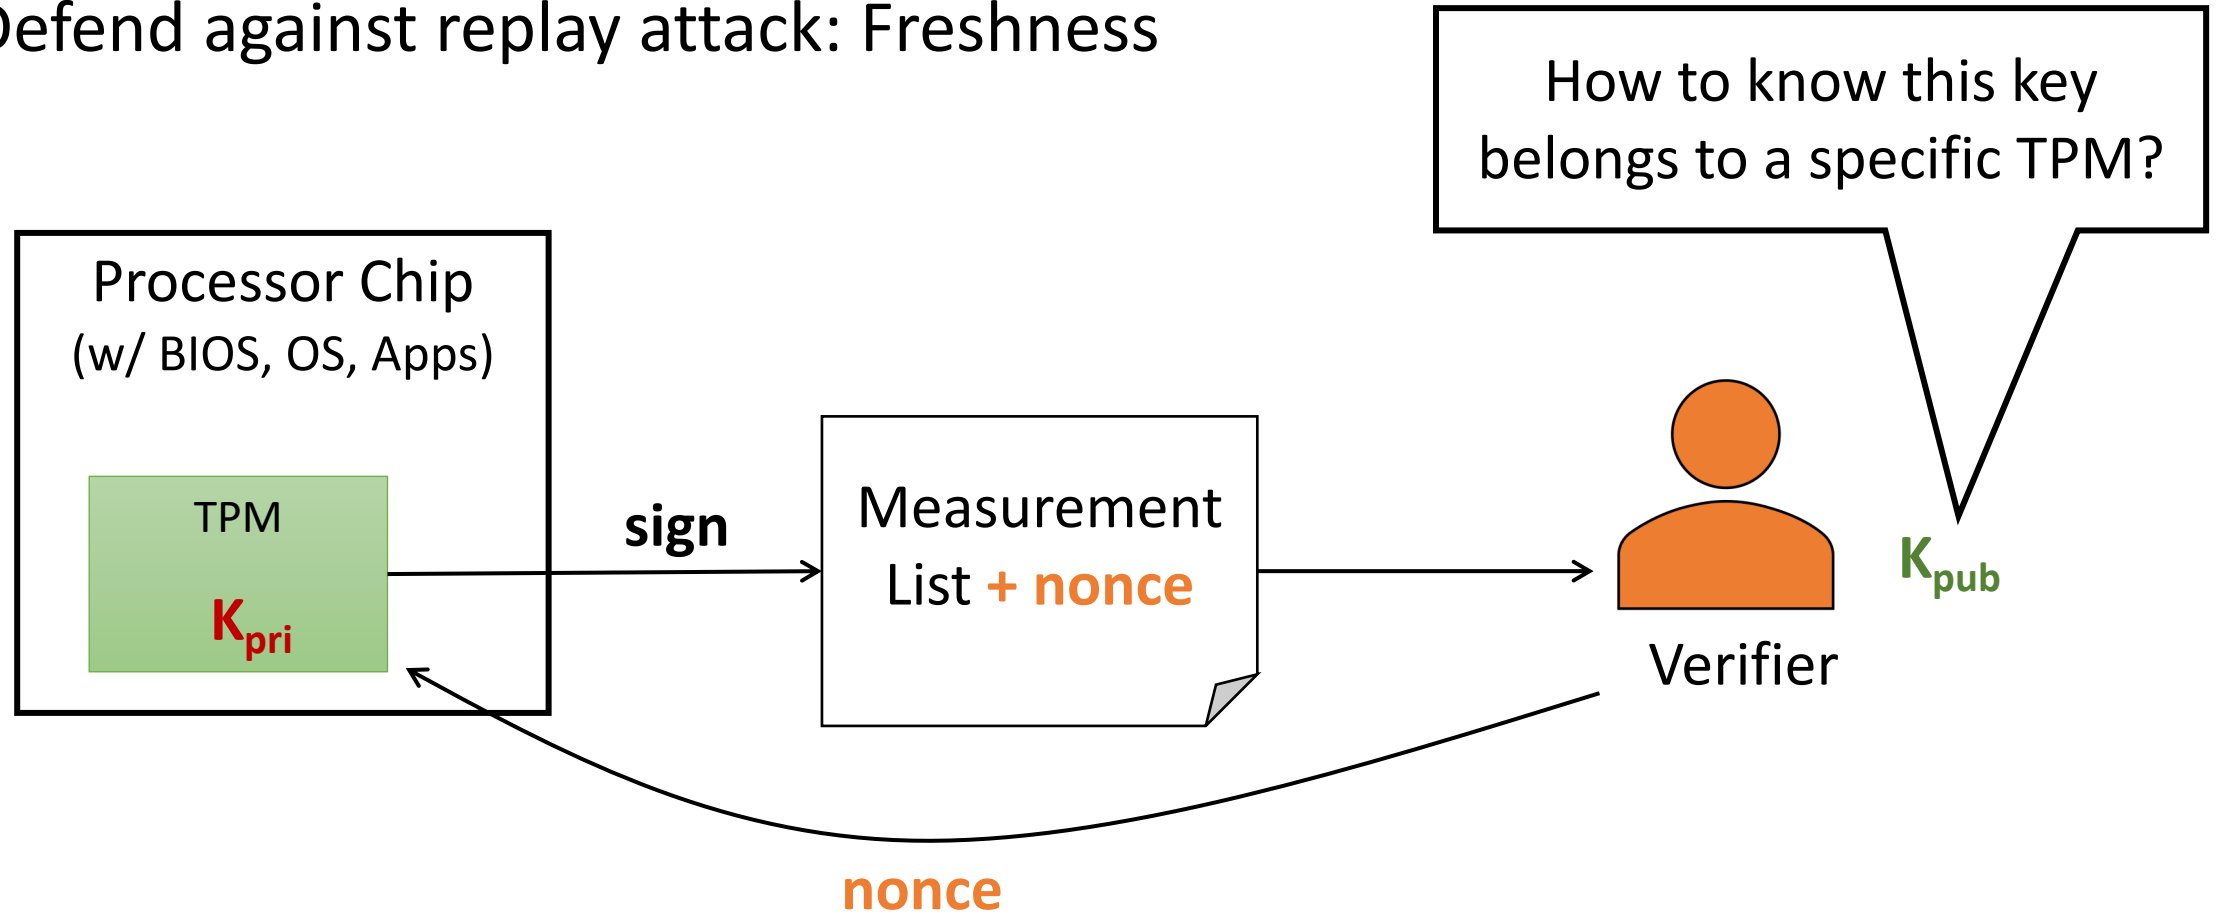 Defend against replay attack: Freshness
How to know this key
belongs to a specific TPM?
Processor Chip
(w/ BIOS, OS, Apps)
TPM
Kpri
sign
Measurement
List + nonce
Kpub
Verifier
nonce